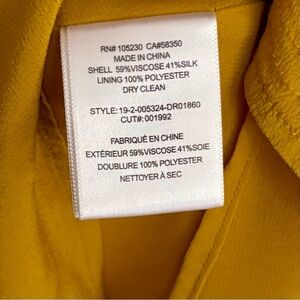 RN# 105230 CA#58350
MADE IN CHINA
SHELL 59%VISCOSE 41%SILK
LINING 100% POLYESTER
DRY CLEAN
STYLE: 19-2-005324-DR01860
CUT#:001992
FABRIQUÉ EN CHINE
EXTÉRIEUR 59%VISCOSE 41%SOIE
DOUBLURE 100% POLYESTER
NETTOYER À SEC